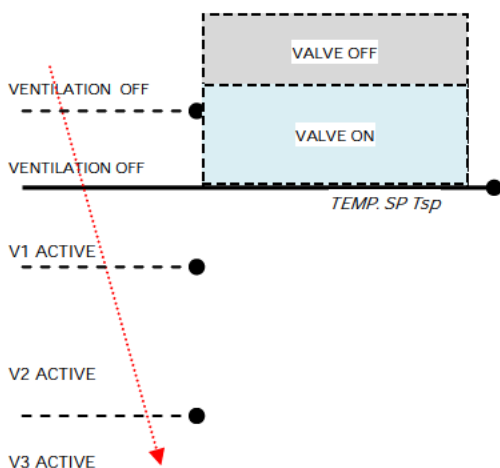 VALVE OFF
VENTILATION OFF
VALVE ON
VENTILATION OFF
TEMP. SP Tsp
V1 ACTIVE
V2 ACTIVE
V3 ACTIVE